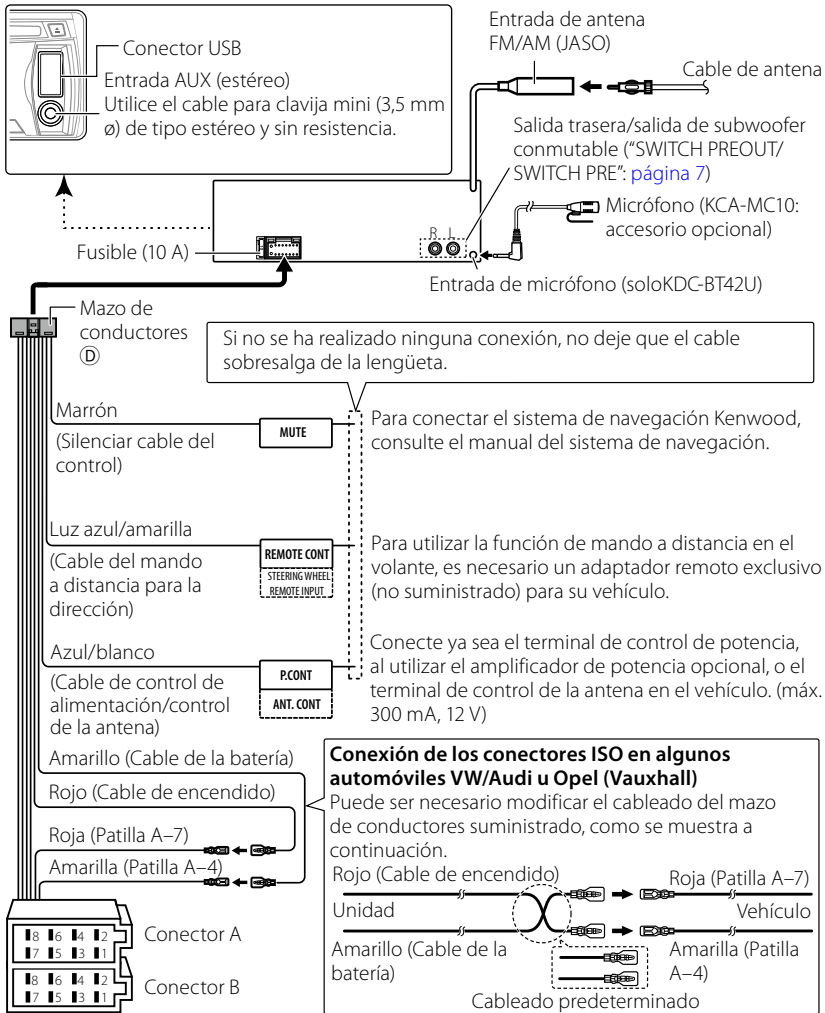 Conector USB
Entrada AUX (estéreo)
Utilice el cable para clavija mini (3,5 mm
ø) de tipo estéreo y sin resistencia.
Entrada de antena
FM/AM (JASO)
Cable de antena
Salida trasera/salida de subwoofer
conmutable ("SWITCH PREOUT/
SWITCH PRE": página 7)
R L
Micrófono (KCA-MC10:
accesorio opcional)
Fusible (10 A)
Entrada de micrófono (soloKDC-BT42U)
Mazo de
conductores
Ⓓ
Si no se ha realizado ninguna conexión, no deje que el cable
sobresalga de la lengüeta.
Marrón
(Silenciar cable del
control)
MUTE
Para conectar el sistema de navegación Kenwood,
consulte el manual del sistema de navegación.
Luz azul/amarilla
(Cable del mando
a distancia para la
dirección)
REMOTE CONT
STEERING WHEEL
REMOTE INPUT
Para utilizar la función de mando a distancia en el
volante, es necesario un adaptador remoto exclusivo
(no suministrado) para su vehículo.
Azul/blanco
(Cable de control de
alimentación/control
de la antena)
P.CONT
ANT. CONT
Conecte ya sea el terminal de control de potencia,
al utilizar el amplificador de potencia opcional, o el
terminal de control de la antena en el vehículo. (máx.
300 mA, 12 V)
Amarillo (Cable de la batería)
Rojo (Cable de encendido)
Roja (Patilla A–7)
Amarilla (Patilla A–4)
Conexión de los conectores ISO en algunos
automóviles VW/Audi u Opel (Vauxhall)
Puede ser necesario modificar el cableado del mazo
de conductores suministrado, como se muestra a
continuación.
Rojo (Cable de encendido)
Roja (Patilla A–7)
Unidad
Vehículo
Amarillo (Cable de la
batería)
Amarilla (Patilla
A–4)
Cableado predeterminado
8 6 4 2
7 5 3 1
Conector A
8 6 4 2
7 5 3 1
Conector B